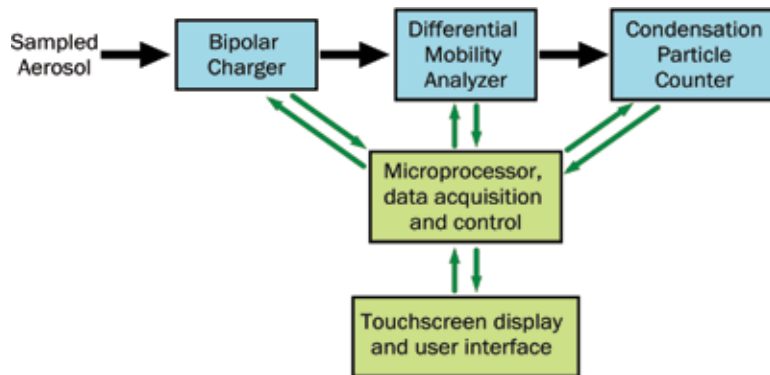 Sampled
Aerosol
Bipolar
Charger
Differential
Mobility
Analyzer
Condensation
Particle
Counter
Microprocessor,
data acquisition
and control
Touchscreen display
and user interface